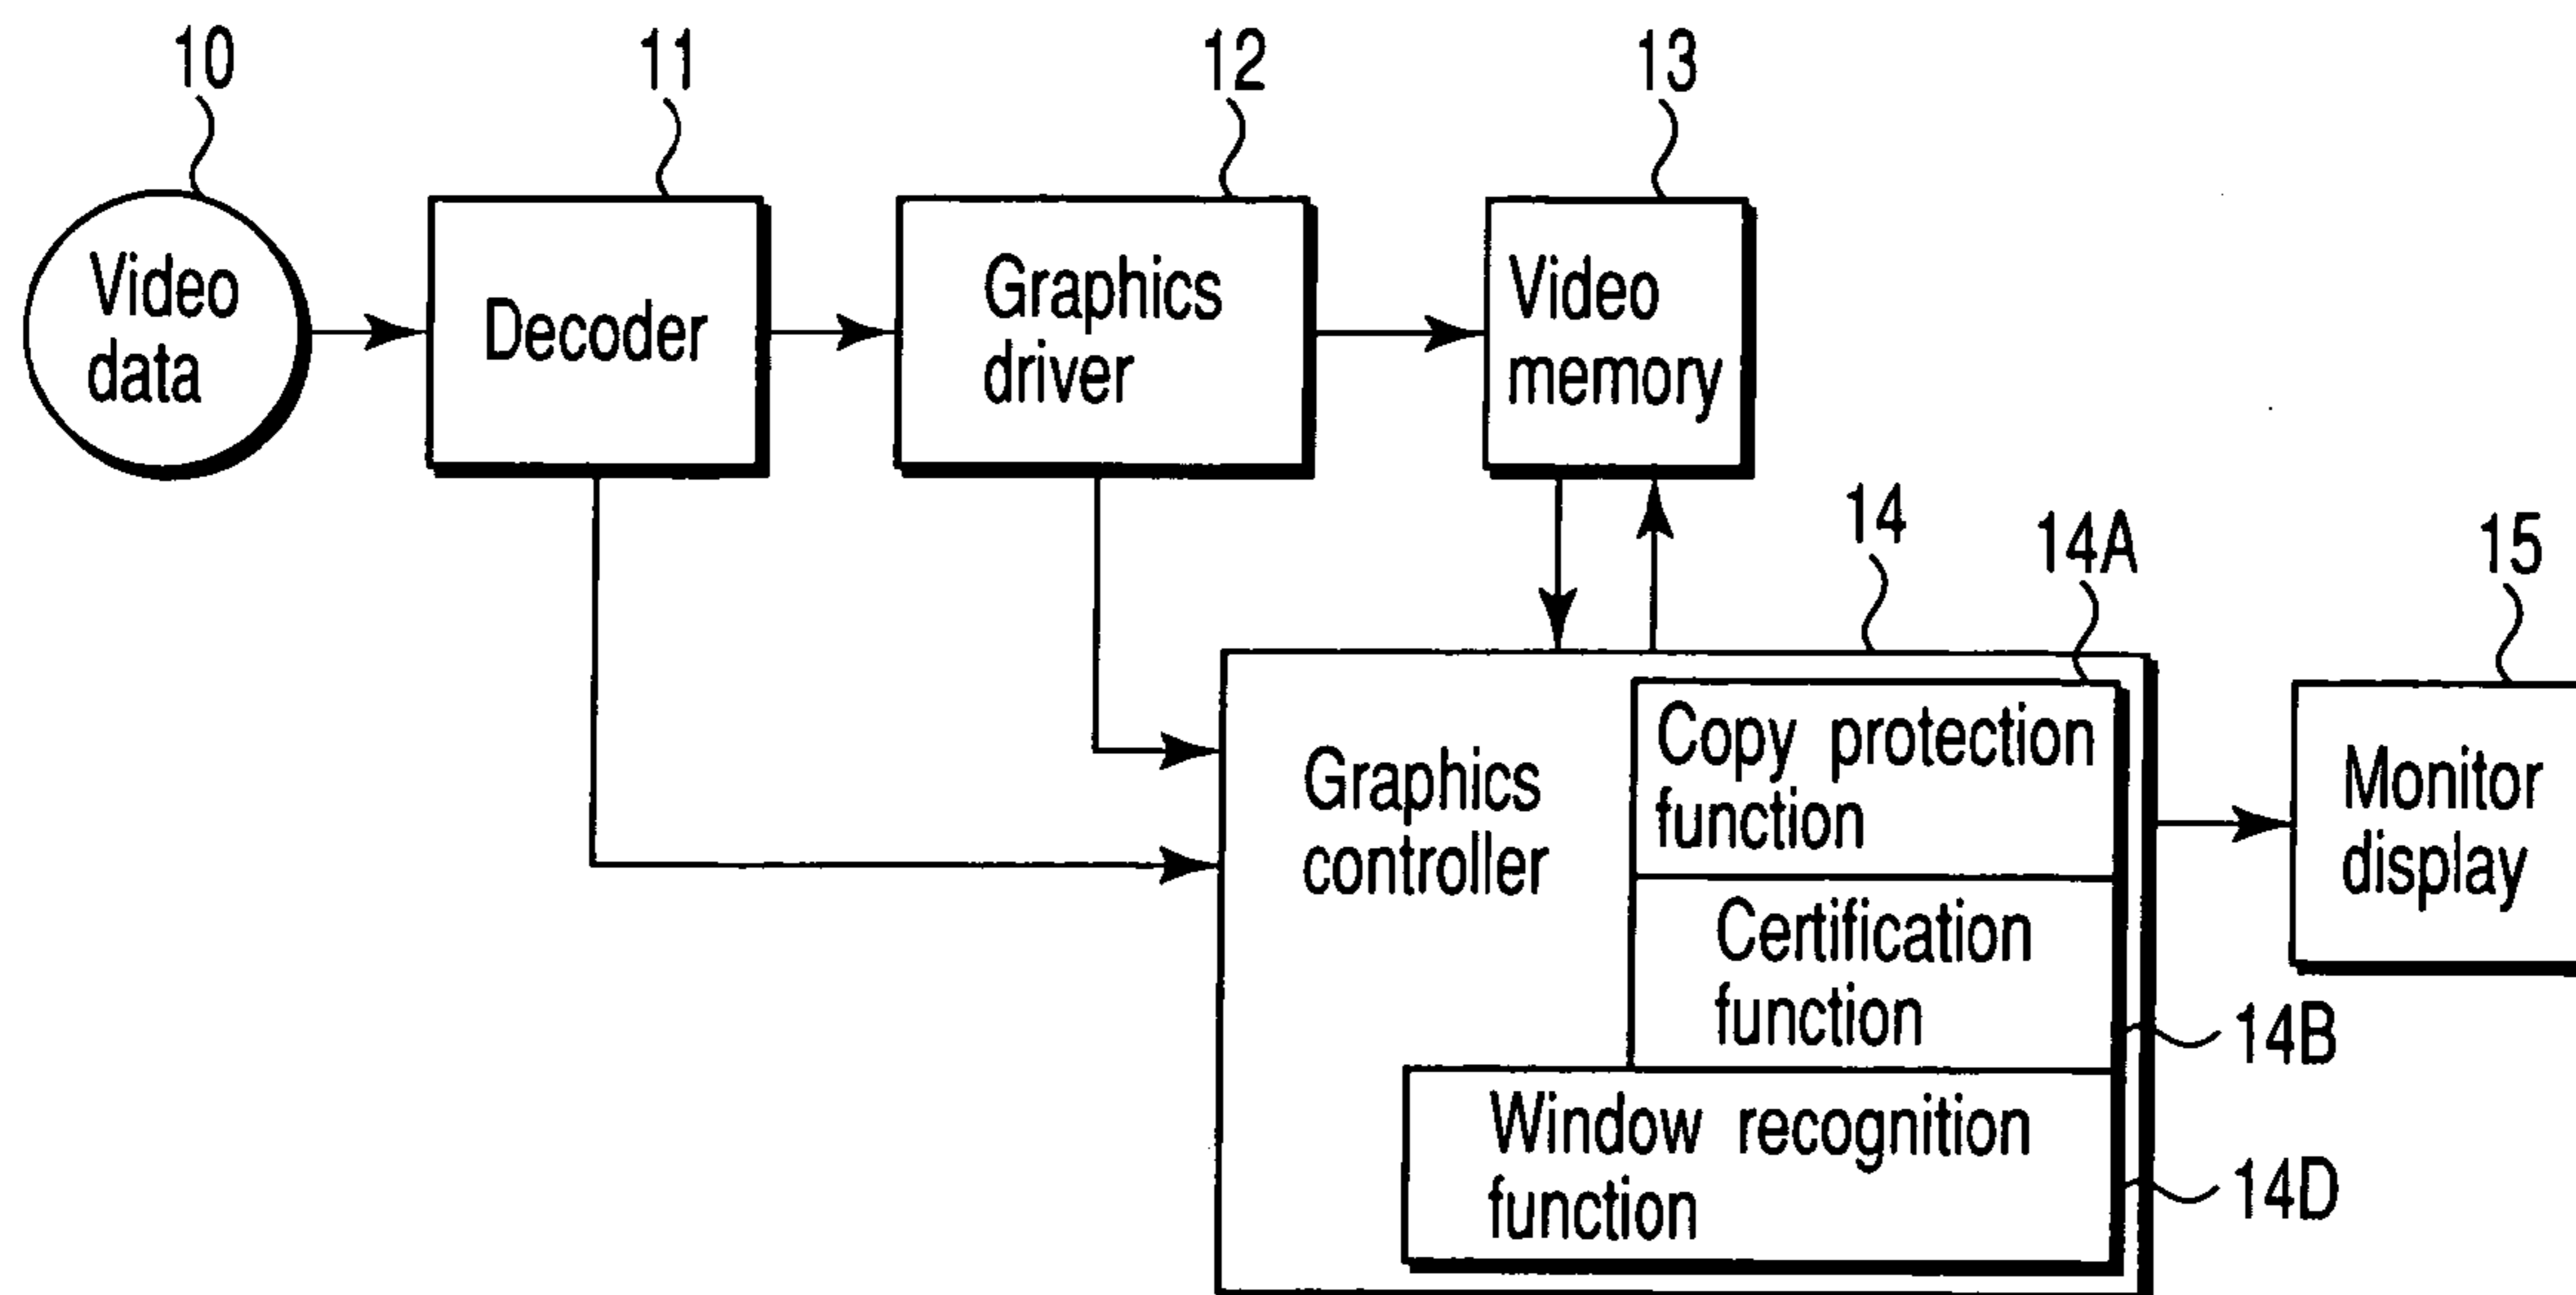 10
11
12
13
Video
data
Decoder
Graphics
driver
Video
memory
14
14A
15
Graphics
controller
Copy protection
function
Certification
function
Window recognition
function
Monitor
display
14B
14D